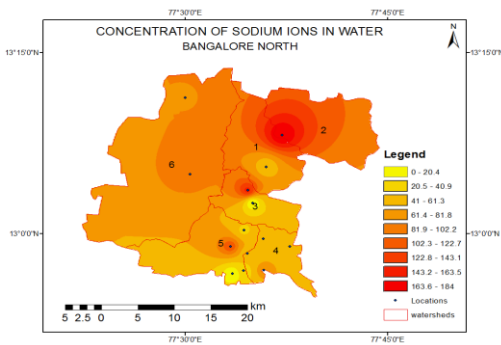 77°30'0"E
77°45'0"E
CONCENTRATION OF SODIUM IONS IN WATER
BANGALORE NORTH
N
13°15'0"N
13°15'0"N
2
1
6
3
5
4
Legend
0 - 20.4
20.5 - 40.9
41 - 61.3
61.4 - 81.8
81.9 - 102.2
102.3 - 122.7
122.8 - 143.1
143.2 - 163.5
163.6 - 184
Locations
watersheds
13°0'0"N
13°0'0"N
km
5 2.5 0 5 10 15 20
77°30'0"E
77°45'0"E